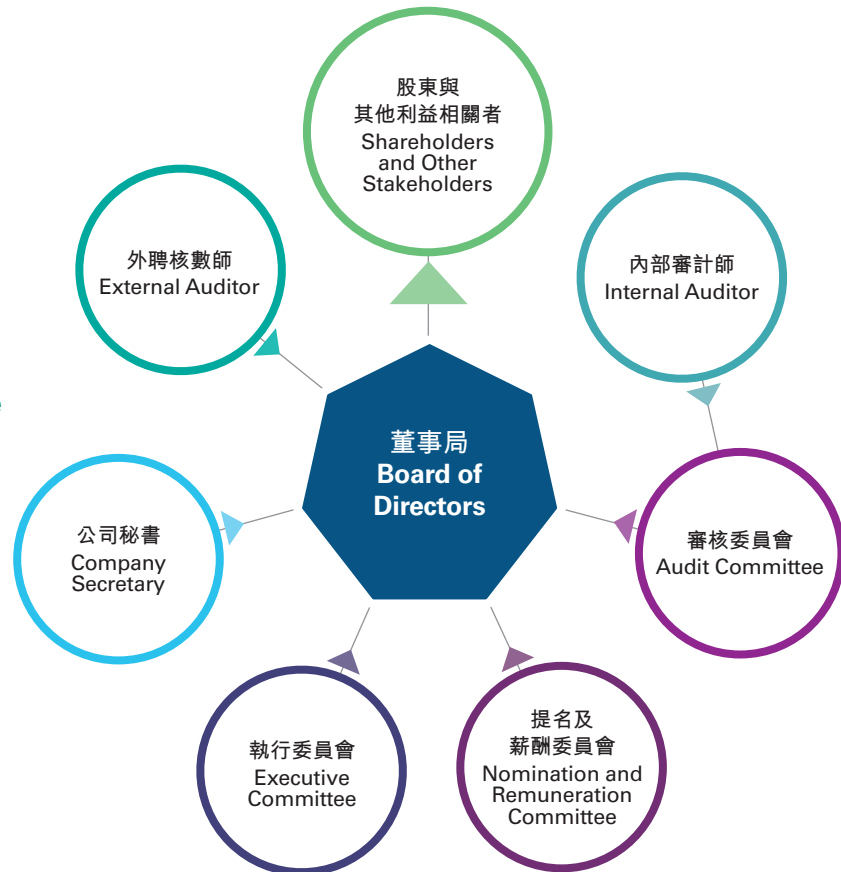 股東與
其他利益相關者
Shareholders
and Other
Stakeholders
外聘核數師
External Auditor
內部審計師
Internal Auditor
董事局
Board of
Directors
公司秘書
Company
Secretary
審核委員會
Audit Committee
執行委員會
Executive
Committee
提名及
薪酬委員會
Nomination and
Remuneration
Committee